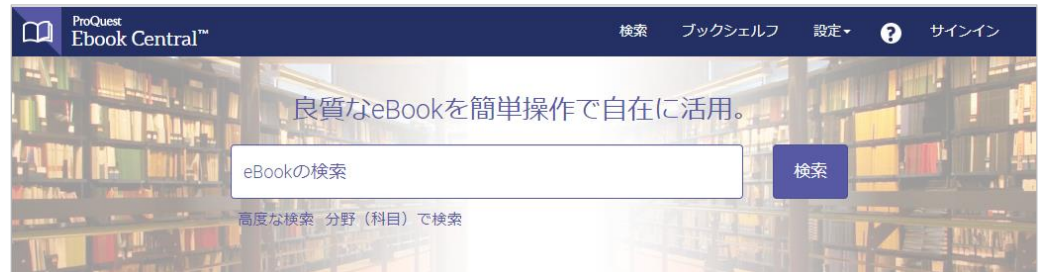 ProQuest
Ebook Central™
検索 ブックシェルフ 設定▾ ? サインイン
良質なeBookを簡単操作で自在に活用。
eBookの検索 検索
高度な検索 分野（科目）で検索